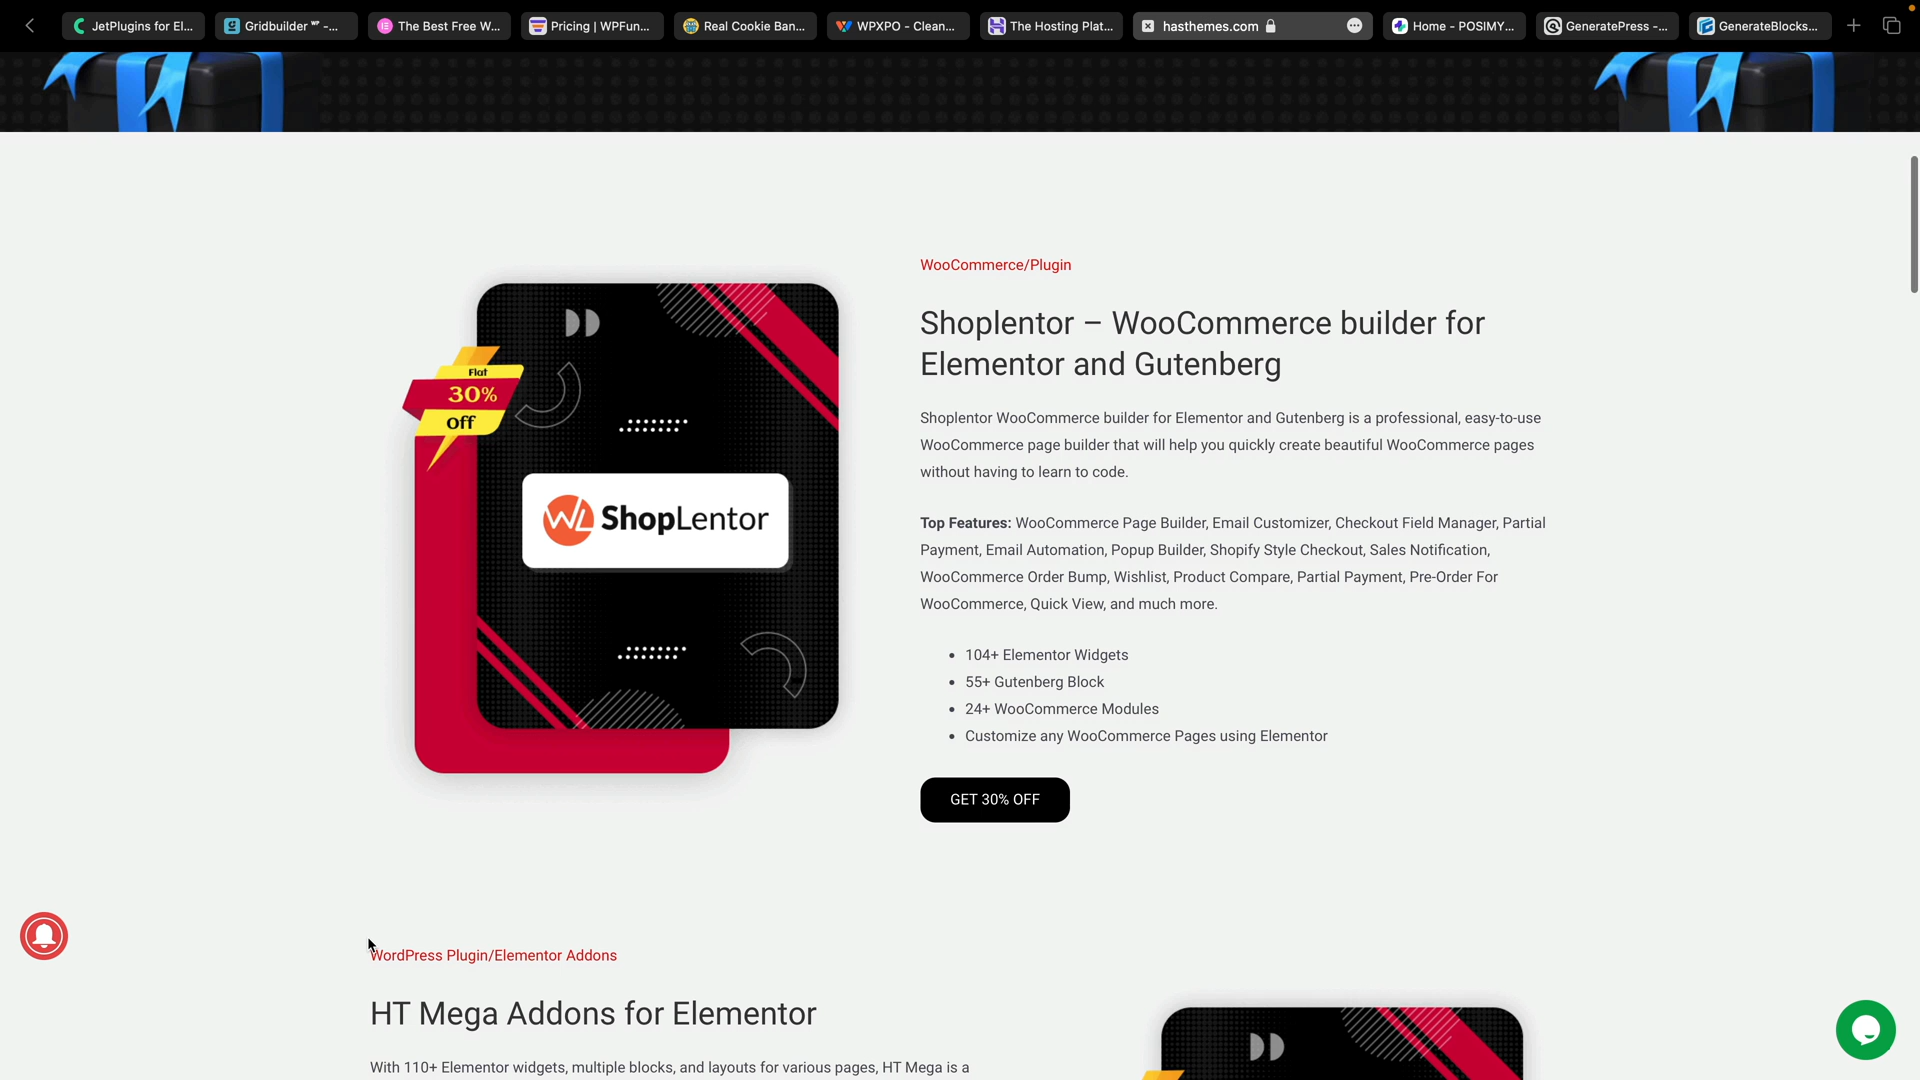 JetPlugins for El...
Gridbuilder ᵂᴾ -...
The Best Free W...
Pricing | WPFun...
Real Cookie Ban...
WPXPO - Clean...
The Hosting Plat...
hasthemes.com
Home - POSIMY...
GeneratePress -...
GenerateBlocks...
WooCommerce/Plugin
Shoplentor – WooCommerce builder for
Elementor and Gutenberg
Flat
30%
Off
Shoplentor WooCommerce builder for Elementor and Gutenberg is a professional, easy-to-use
WooCommerce page builder that will help you quickly create beautiful WooCommerce pages
without having to learn to code.
ShopLentor
Top Features: WooCommerce Page Builder, Email Customizer, Checkout Field Manager, Partial
Payment, Email Automation, Popup Builder, Shopify Style Checkout, Sales Notification,
WooCommerce Order Bump, Wishlist, Product Compare, Partial Payment, Pre-Order For
WooCommerce, Quick View, and much more.
• 104+ Elementor Widgets
• 55+ Gutenberg Block
• 24+ WooCommerce Modules
• Customize any WooCommerce Pages using Elementor
GET 30% OFF
WordPress Plugin/Elementor Addons
HT Mega Addons for Elementor
With 110+ Elementor widgets, multiple blocks, and layouts for various pages, HT Mega is a